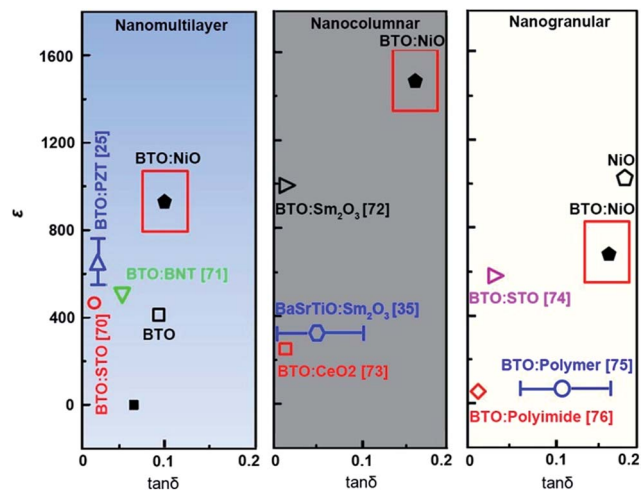 Nanomultilayer
Nanocolumnar
Nanogranular
ε
1600
1200
800
400
0
BTO:PZT [25]
BTO:NiO
BTO:BNT [71]
BTO:STO [70]
BTO
0
0.1
tanδ
BTO:NiO
BTO:Sm₂O₃ [72]
BaSrTiO:Sm₂O₃ [35]
BTO:CeO2 [73]
0
0.1
0.2
tanδ
NiO
BTO:NiO
BTO:STO [74]
BTO:Polymer [75]
BTO:Polyimide [76]
0
0.1
0.2
tanδ